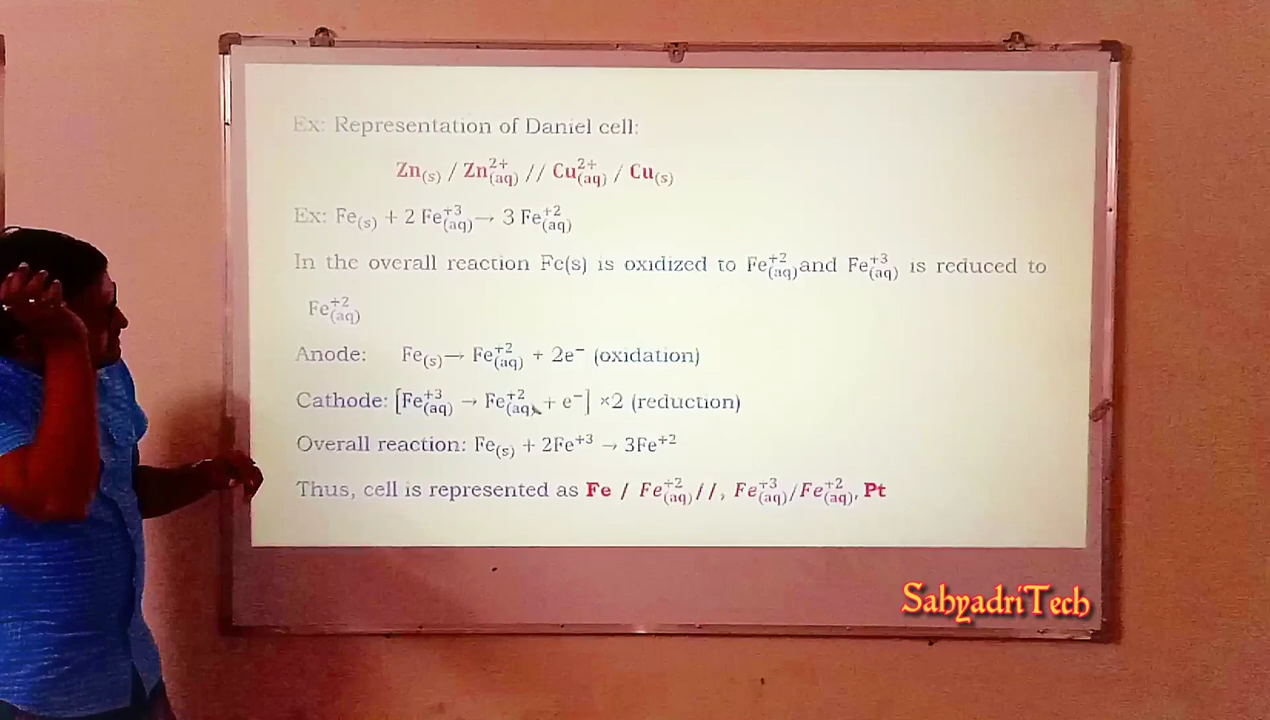 Ex: Representation of Daniel cell:
Zn(s) / Zn2+(aq) // Cu2+(aq) / Cu(s)
Ex: Fe(s) + 2 Fe+3(aq) → 3 Fe+2(aq)
In the overall reaction Fe(s) is oxidized to Fe+2(aq) and Fe+3(aq) is reduced to
Fe+2(aq)
Anode: Fe(s) → Fe+2(aq) + 2e− (oxidation)
Cathode: [Fe+3(aq) → Fe+2(aq) + e−] ×2 (reduction)
Overall reaction: Fe(s) + 2Fe+3 → 3Fe+2
Thus, cell is represented as Fe / Fe+2(aq) //, Fe+3(aq)/Fe+2(aq), Pt
SahyadriTech